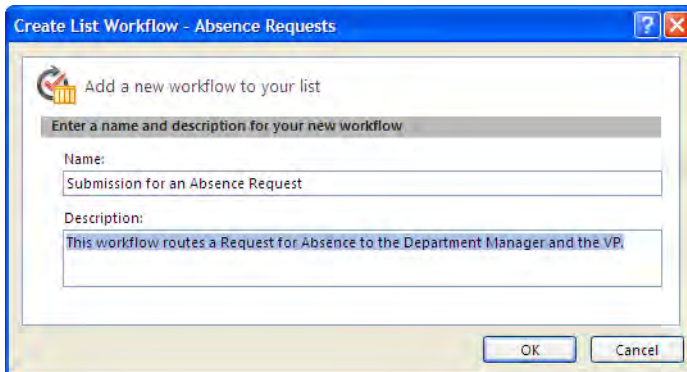 Create List Workflow - Absence Requests
Add a new workflow to your list
Enter a name and description for your new workflow
Name:
Submission for an Absence Request
Description:
This workflow routes a Request for Absence to the Department Manager and the VP.
OK Cancel